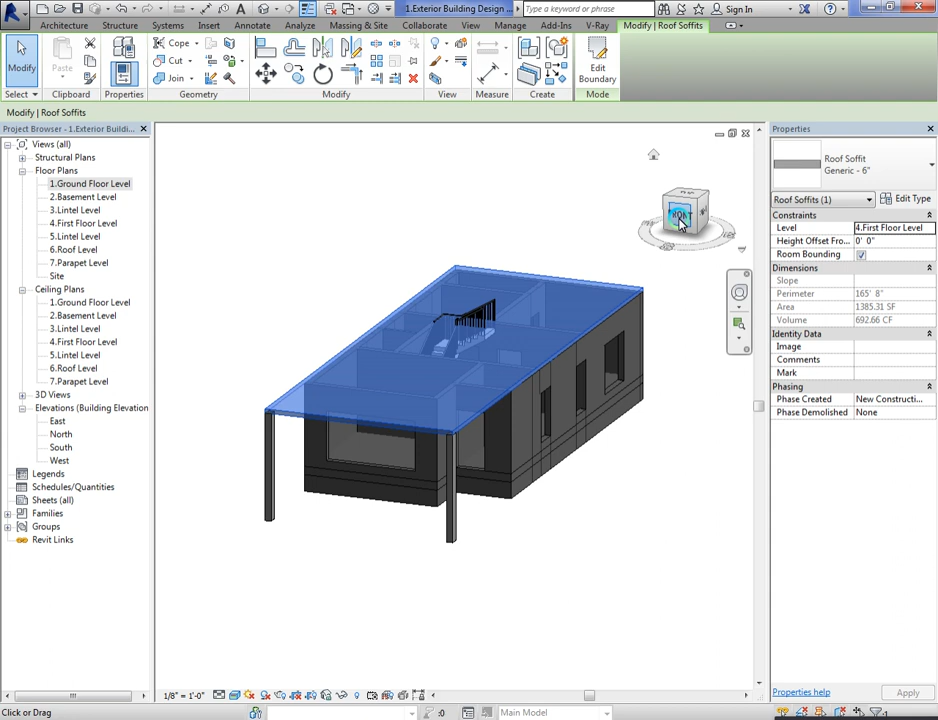 1.Exterior Building Design ...
Type a keyword or phrase
Sign In
Architecture
Structure
Systems
Insert
Annotate
Analyze
Massing & Site
Collaborate
View
Manage
Add-Ins
V-Ray
Modify | Roof Soffits
Modify
Paste
Cope
Cut
Join
Edit
Boundary
Select
Clipboard
Properties
Geometry
Modify
View
Measure
Create
Mode
Modify | Roof Soffits
Project Browser - 1.Exterior Buildi...
Views (all)
Structural Plans
Floor Plans
1.Ground Floor Level
2.Basement Level
3.Lintel Level
4.First Floor Level
5.Lintel Level
6.Roof Level
7.Parapet Level
Site
Ceiling Plans
1.Ground Floor Level
2.Basement Level
3.Lintel Level
4.First Floor Level
5.Lintel Level
6.Roof Level
7.Parapet Level
3D Views
Elevations (Building Elevation
East
North
South
West
Legends
Schedules/Quantities
Sheets (all)
Families
Groups
Revit Links
FRONT
Properties
Roof Soffit
Generic - 6"
Roof Soffits (1)
Edit Type
Constraints
Level
4.First Floor Level
Height Offset Fro...
0' 0"
Room Bounding
Dimensions
Slope
Perimeter
165' 8"
Area
1385.31 SF
Volume
692.66 CF
Identity Data
Image
Comments
Mark
Phasing
Phase Created
New Constructi...
Phase Demolished
None
Properties help
Apply
1/8" = 1'-0"
Click or Drag
:0
Main Model